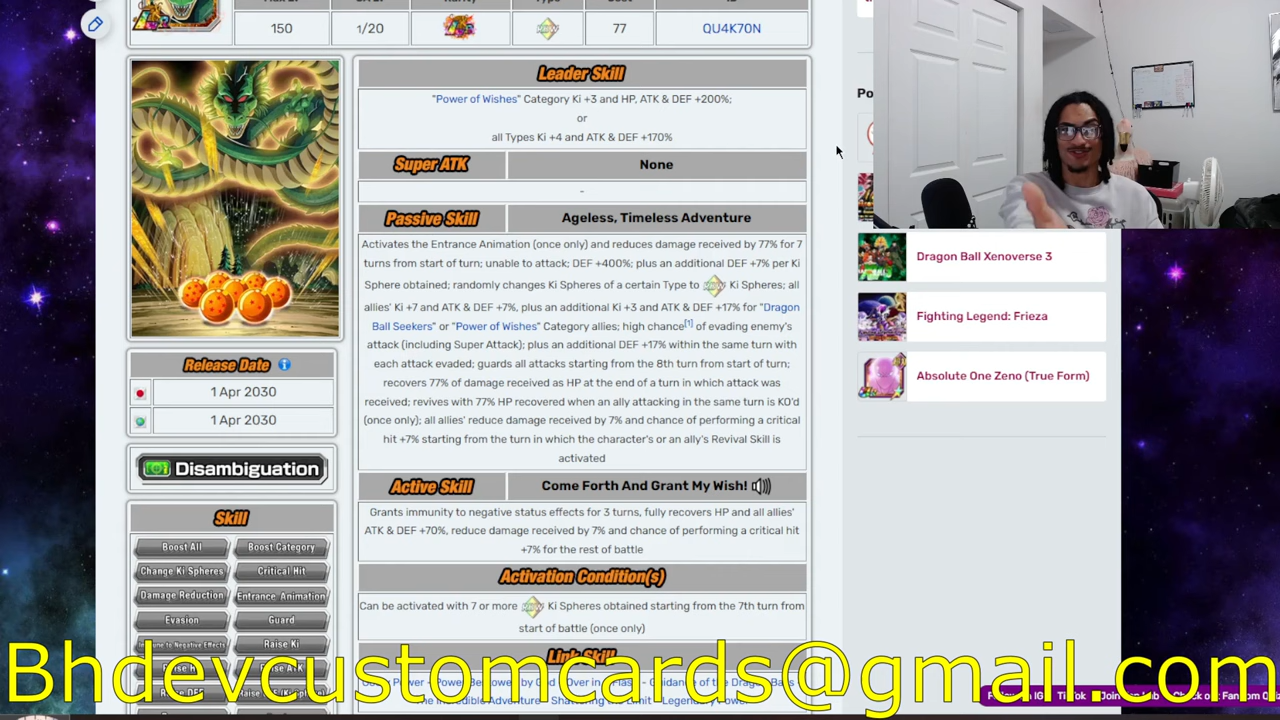 150
1/20
77
QU4K70N
Leader Skill
"Power of Wishes" Category Ki +3 and HP, ATK & DEF +200%;
or
all Types Ki +4 and ATK & DEF +170%
Super ATK
None
-
Passive Skill
Ageless, Timeless Adventure
Activates the Entrance Animation (once only) and reduces damage received by 77% for 7
turns from start of turn; unable to attack; DEF +400%; plus an additional DEF +7% per Ki
Sphere obtained; randomly changes Ki Spheres of a certain Type to Ki Spheres; all
allies' Ki +7 and ATK & DEF +7%, plus an additional Ki +3 and ATK & DEF +17% for "Dragon
Ball Seekers" or "Power of Wishes" Category allies; high chance[1] of evading enemy's
attack (including Super Attack); plus an additional DEF +17% within the same turn with
each attack evaded; guards all attacks starting from the 8th turn from start of turn;
recovers 77% of damage received as HP at the end of a turn in which attack was
received; revives with 77% HP recovered when an ally attacking in the same turn is KO'd
(once only); all allies' reduce damage received by 7% and chance of performing a critical
hit +7% starting from the turn in which the character's or an ally's Revival Skill is
activated
Active Skill
Come Forth And Grant My Wish!
Grants immunity to negative status effects for 3 turns, fully recovers HP and all allies'
ATK & DEF +70%, reduce damage received by 7% and chance of performing a critical hit
+7% for the rest of battle
Activation Condition(s)
Can be activated with 7 or more Ki Spheres obtained starting from the 7th turn from
start of battle (once only)
Link Skill
Release Date
1 Apr 2030
1 Apr 2030
Disambiguation
Skill
Boost All
Boost Category
Change Ki Spheres
Critical Hit
Damage Reduction
Entrance Animation
Evasion
Guard
Raise Ki
Dragon Ball Xenoverse 3
Fighting Legend: Frieza
Absolute One Zeno (True Form)
Bhdevcustomcards@gmail.com